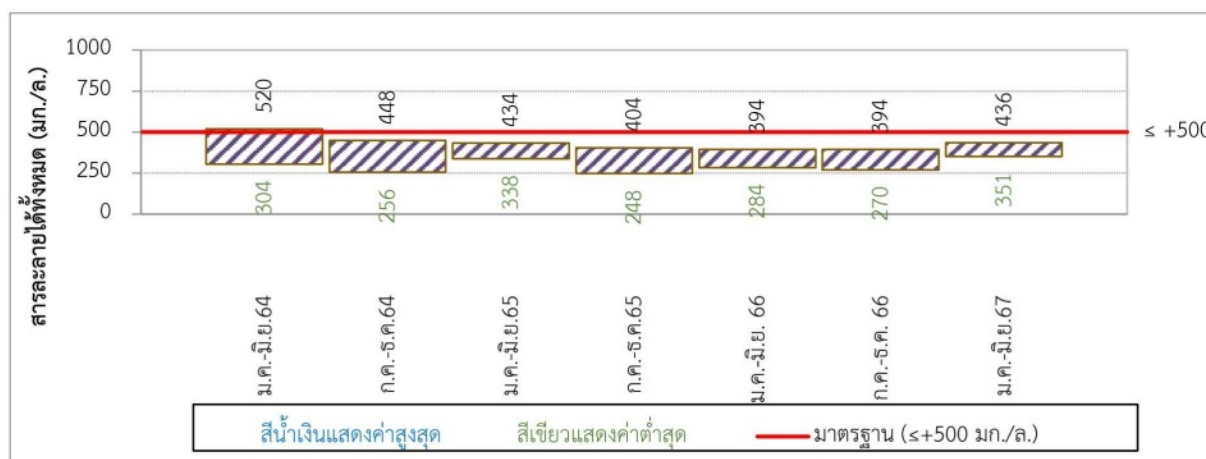 สารละลายได้ทั้งหมด (มก./ล.)
1000
750
500
250
0
520
448
434
404
394
394
436
≤ +500
304
256
338
248
284
270
351
ม.ค.-มิ.ย.64
ก.ค.-ธ.ค.64
ม.ค.-มิ.ย.65
ก.ค.-ธ.ค.65
ม.ค.-มิ.ย. 66
ก.ค.-ธ.ค. 66
ม.ค.-มิ.ย.67
สีน้ำเงินแสดงค่าสูงสุด สีเขียวแสดงค่าต่ำสุด มาตรฐาน (≤+500 มก./ล.)